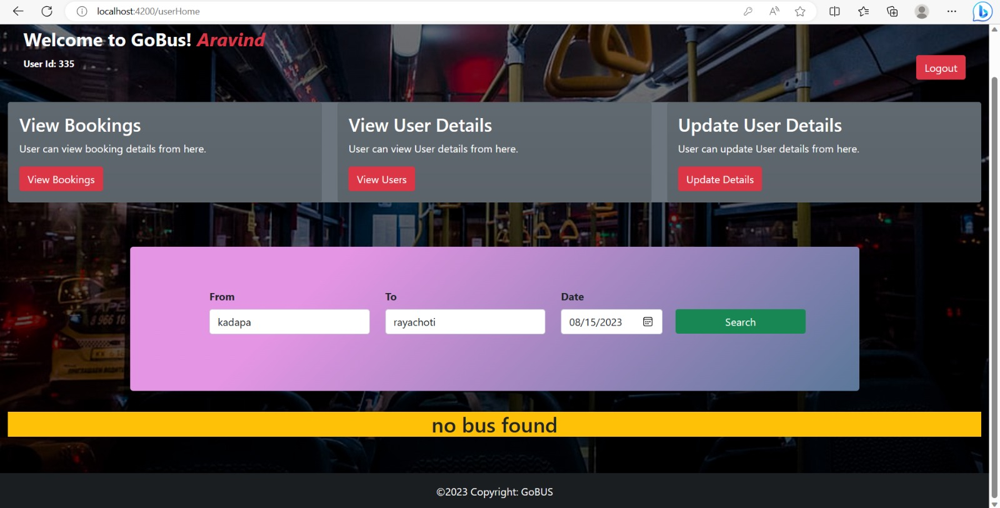 localhost:4200/userHome
Welcome to GoBus! Aravind
User Id: 335
Logout
View Bookings
User can view booking details from here.
View Bookings
View User Details
User can view User details from here.
View Users
Update User Details
User can update User details from here.
Update Details
From
To
Date
kadapa
rayachoti
08/15/2023
Search
no bus found
©2023 Copyright: GoBUS